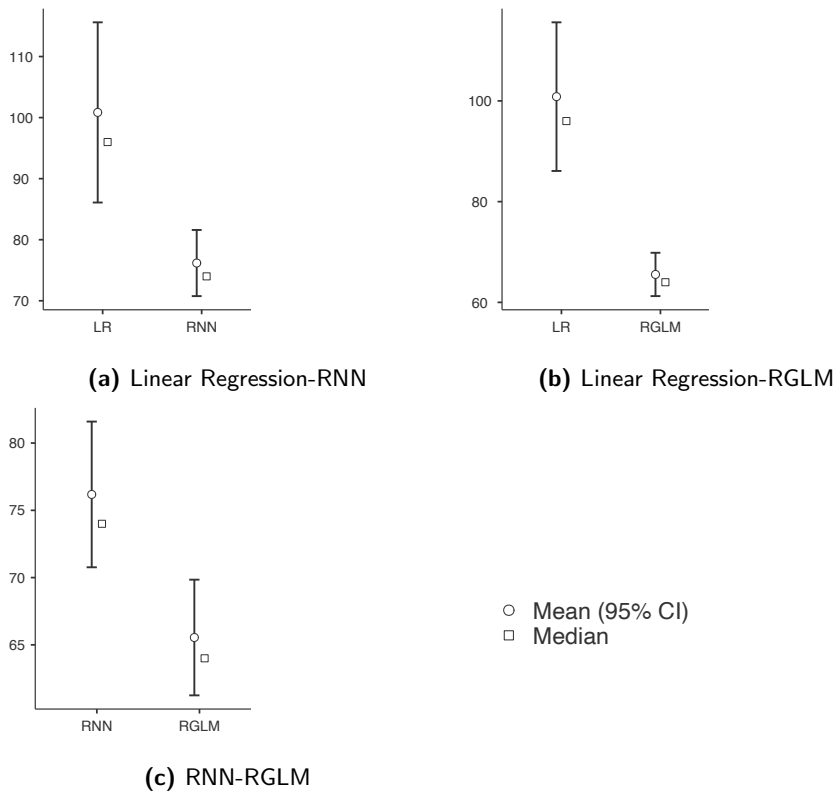 110
100
90
80
70
LR RNN
(a) Linear Regression-RNN
100
80
60
LR RGLM
(b) Linear Regression-RGLM
80
75
70
65
RNN RGLM
(c) RNN-RGLM
Mean (95% CI)
Median